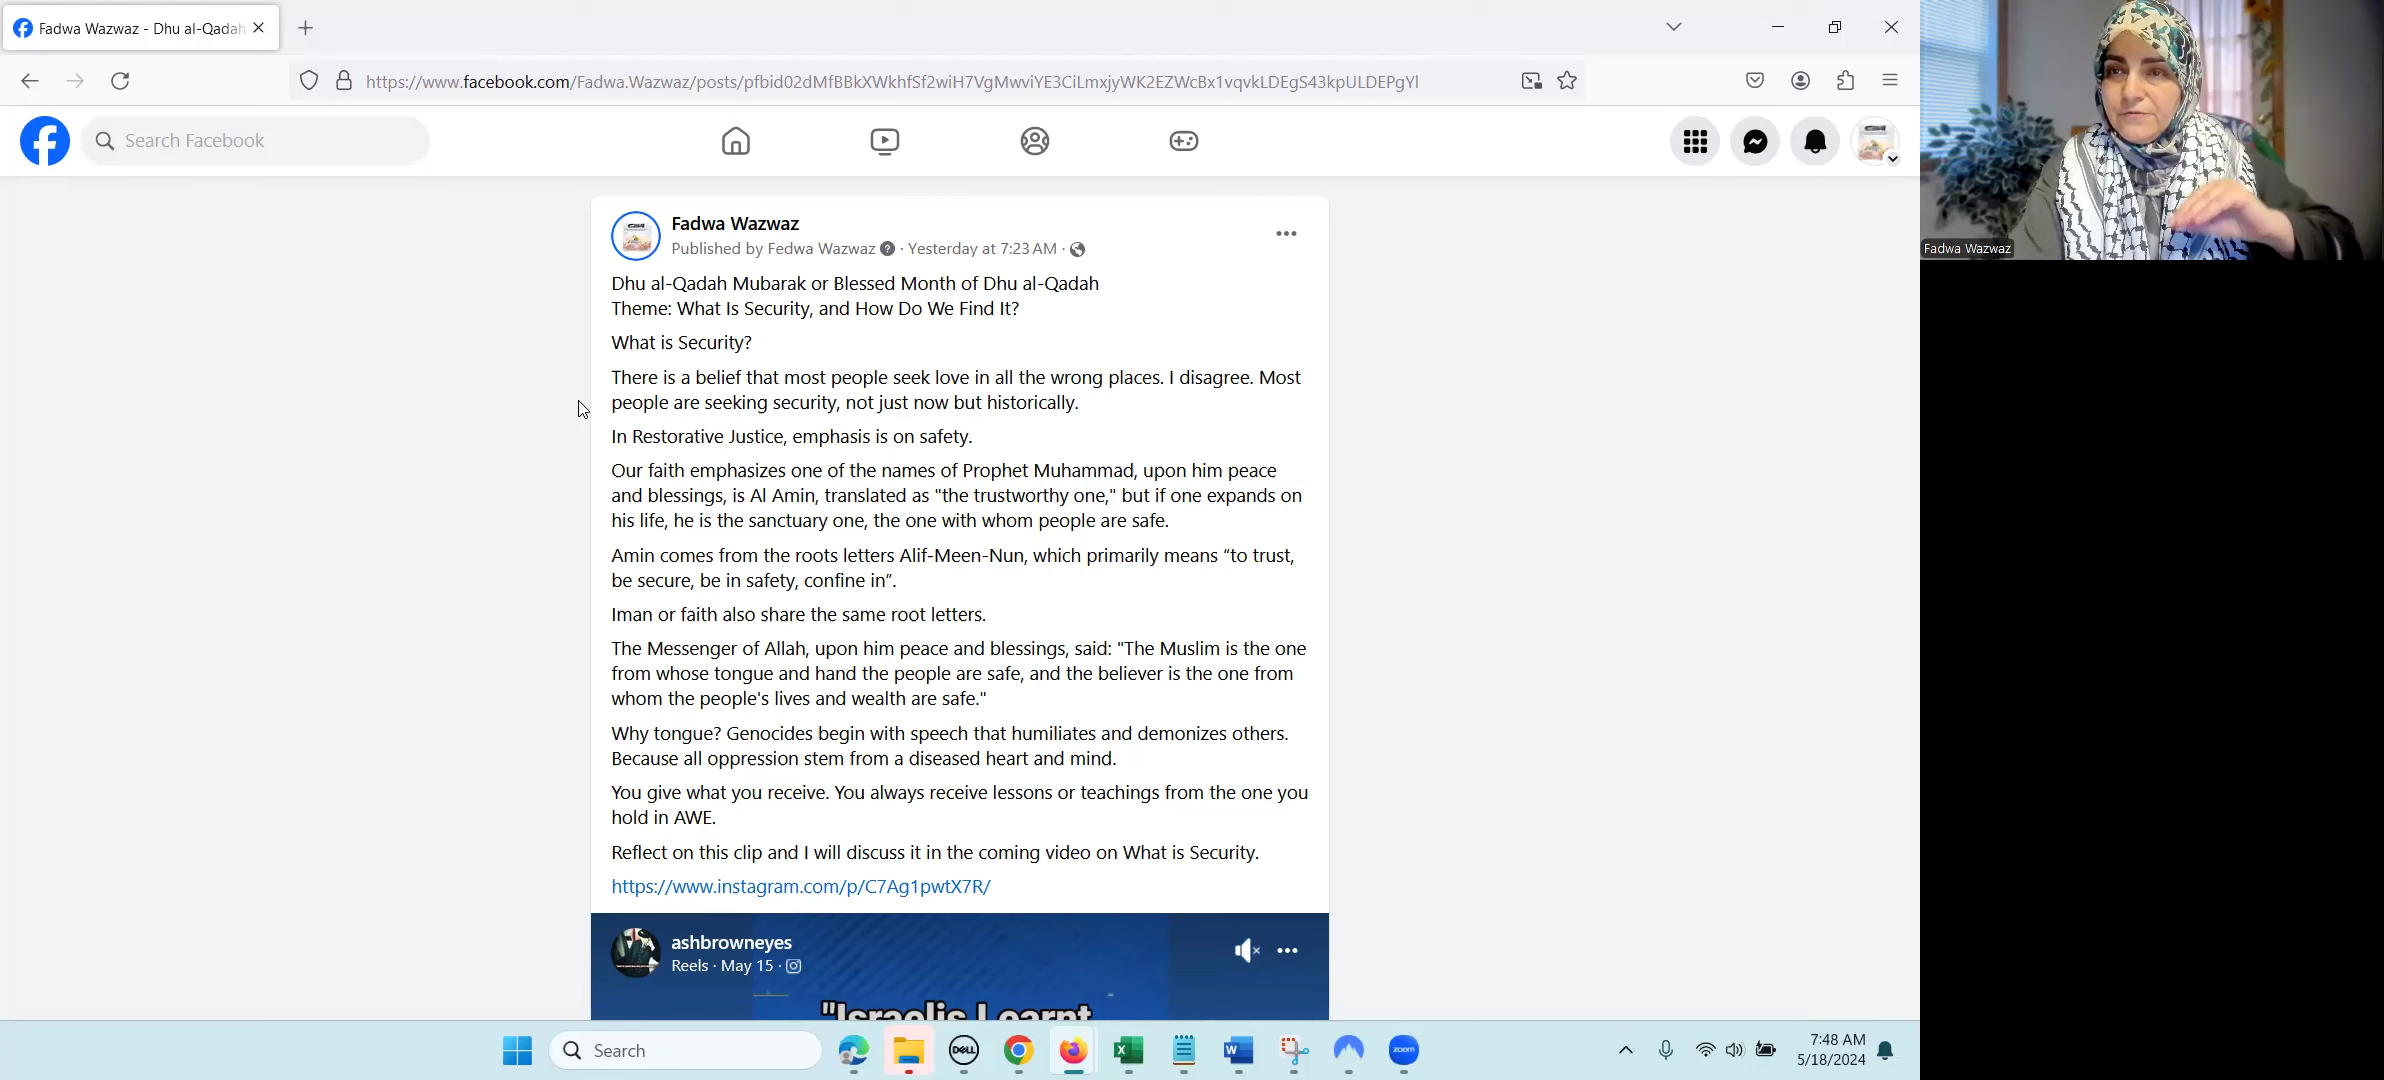 Fadwa Wazwaz - Dhu al-Qadah
https://www.facebook.com/Fadwa.Wazwaz/posts/pfbid02dMfBBkXWkhfSf2wiH7VgMwviYE3CiLmxjyWK2EZWcBx1vqvkLDEgS43kpULDEPgYl
Search Facebook
Fadwa Wazwaz
Fadwa Wazwaz
Published by Fedwa Wazwaz · Yesterday at 7:23 AM ·
Dhu al-Qadah Mubarak or Blessed Month of Dhu al-Qadah
Theme: What Is Security, and How Do We Find It?
What is Security?
There is a belief that most people seek love in all the wrong places. I disagree. Most
people are seeking security, not just now but historically.
In Restorative Justice, emphasis is on safety.
Our faith emphasizes one of the names of Prophet Muhammad, upon him peace
and blessings, is Al Amin, translated as "the trustworthy one," but if one expands on
his life, he is the sanctuary one, the one with whom people are safe.
Amin comes from the roots letters Alif-Meen-Nun, which primarily means “to trust,
be secure, be in safety, confine in”.
Iman or faith also share the same root letters.
The Messenger of Allah, upon him peace and blessings, said: "The Muslim is the one
from whose tongue and hand the people are safe, and the believer is the one from
whom the people's lives and wealth are safe."
Why tongue? Genocides begin with speech that humiliates and demonizes others.
Because all oppression stem from a diseased heart and mind.
You give what you receive. You always receive lessons or teachings from the one you
hold in AWE.
Reflect on this clip and I will discuss it in the coming video on What is Security.
https://www.instagram.com/p/C7Ag1pwtX7R/
ashbrowneyes
Reels · May 15 ·
"Israelis Learnt
Search
DELL
zoom
7:48 AM
5/18/2024